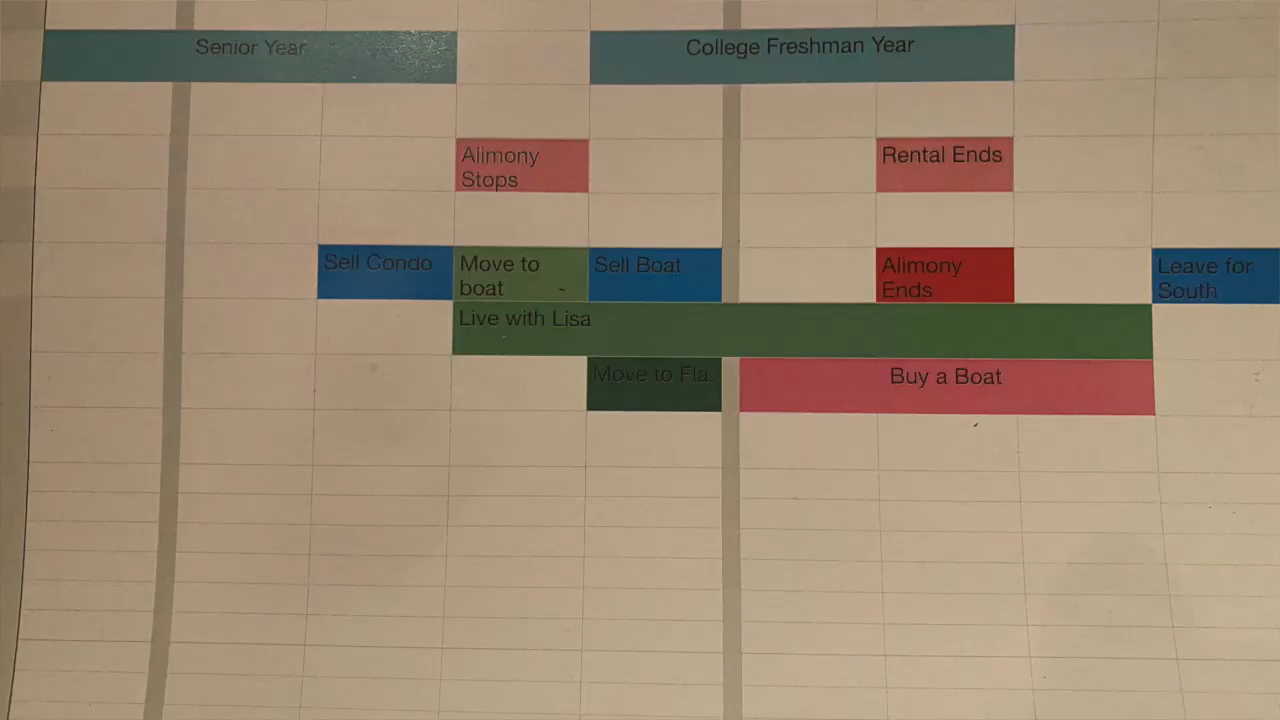 Senior Year
College Freshman Year
Alimony
Stops
Rental Ends
Sell Condo
Move to
boat
Sell Boat
Alimony
Ends
Leave for
South
Live with Lisa
Move to Fla.
Buy a Boat